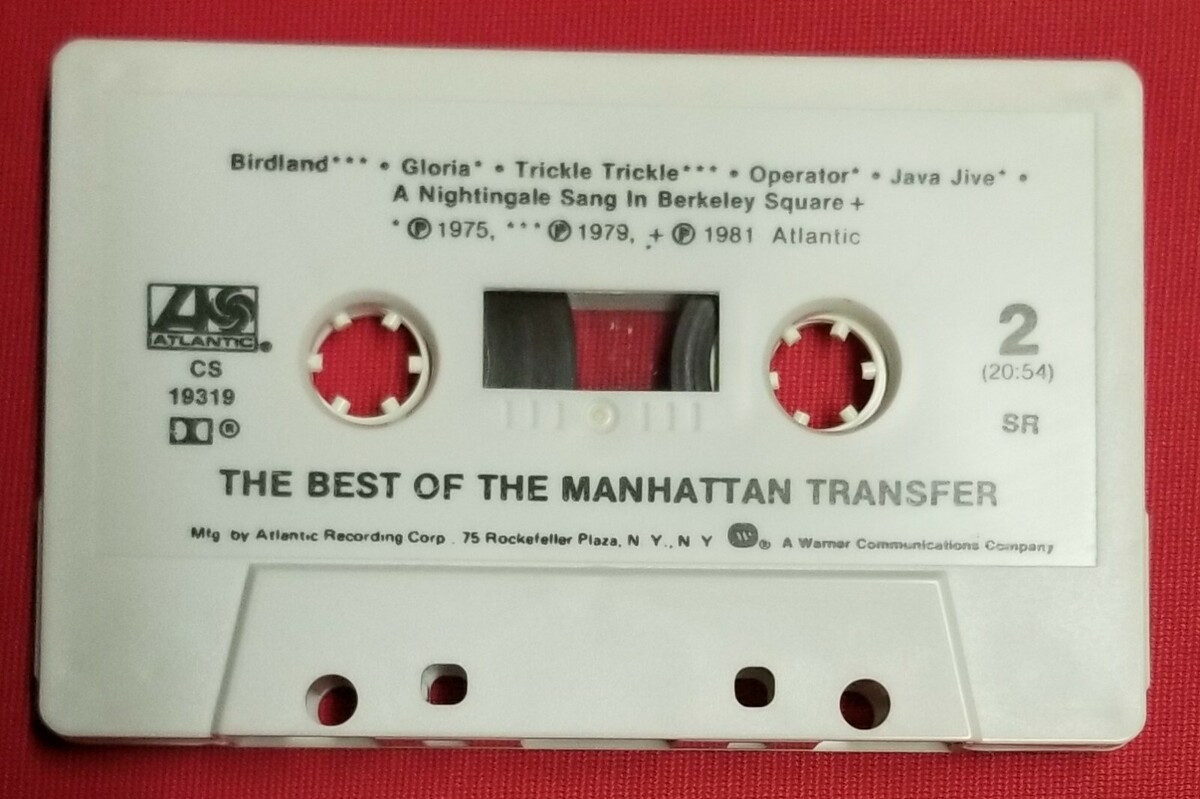 Birdland*** • Gloria* • Trickle Trickle*** • Operator* • Java Jive* •
A Nightingale Sang In Berkeley Square +
* ℗ 1975, *** ℗ 1979, + ℗ 1981 Atlantic
ATLANTIC
CS
19319
®
2
(20:54)
SR
THE BEST OF THE MANHATTAN TRANSFER
Mfg by Atlantic Recording Corp. 75 Rockefeller Plaza, N Y., N Y W ® A Warner Communications Company